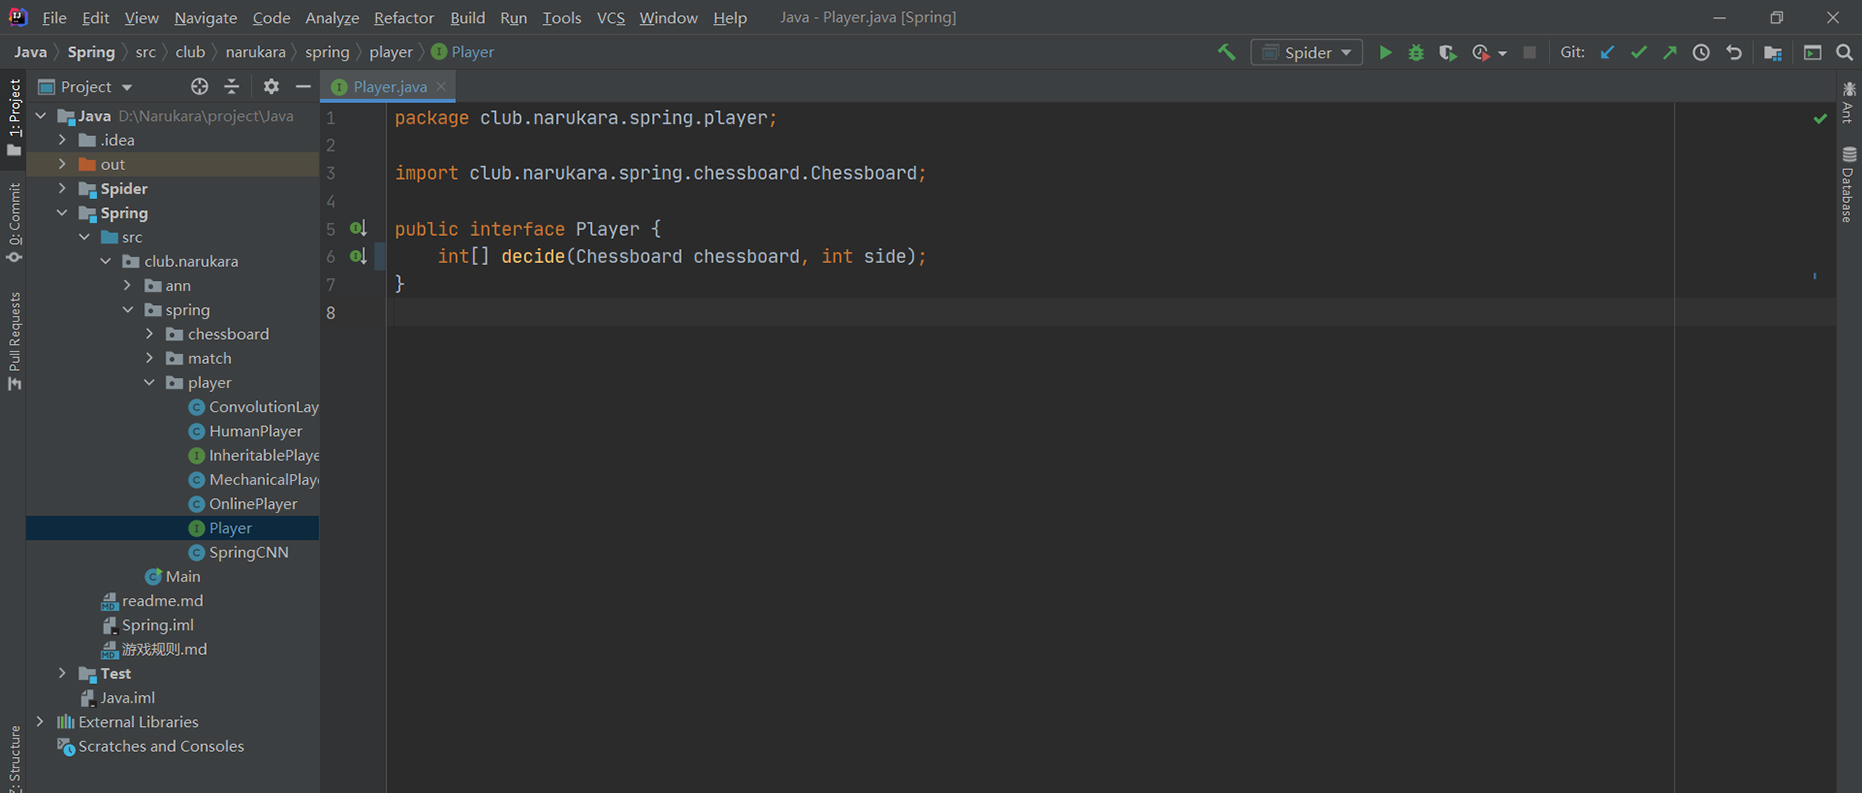 File Edit View Navigate Code Analyze Refactor Build Run Tools VCS Window Help Java - Player.java [Spring]
Java Spring src club narukara spring player Player Spider Git:
Project
Player.java
1: Project
0: Commit
Pull Requests
Z: Structure
Java D:\Narukara\project\Java
.idea
out
Spider
Spring
src
club.narukara
ann
spring
chessboard
match
player
ConvolutionLay
HumanPlayer
InheritablePlaye
MechanicalPlay
OnlinePlayer
Player
SpringCNN
Main
readme.md
Spring.iml
游戏规则.md
Test
Java.iml
External Libraries
Scratches and Consoles
1 package club.narukara.spring.player;
2
3 import club.narukara.spring.chessboard.Chessboard;
4
5 public interface Player {
6 int[] decide(Chessboard chessboard, int side);
7 }
8
Ant
Database